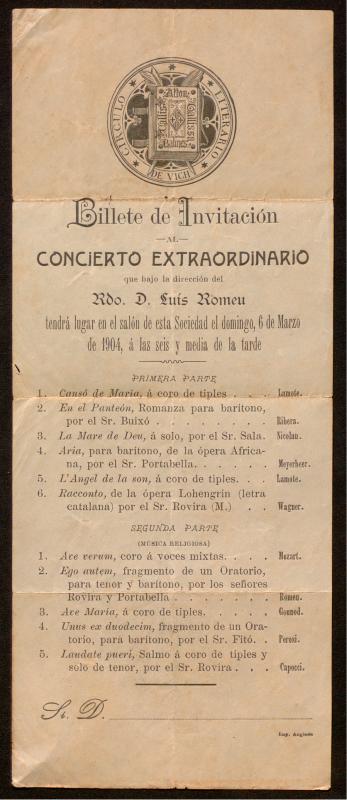 CÍRCULO LITERARIO
DE VICH
Billete de Invitación
—AL—
CONCIERTO EXTRAORDINARIO
que bajo la dirección del
Rdo. D. Luís Romeu
tendrá lugar en el salón de esta Sociedad el domingo, 6 de Marzo
de 1904, á las seis y media de la tarde
PRIMERA PARTE
1. Cansó de Maria, á coro de tiples . . . Lamote.
2. En el Panteón, Romanza para barítono,
por el Sr. Buixó . . . . . . . Ribera.
3. La Mare de Deu, á solo, por el Sr. Sala. Nicolau.
4. Aria, para barítono, de la ópera Africa-
na, por el Sr. Portabella. . . . . . Meyerbeer.
5. L'Angel de la son, á coro de tiples. . . Lamote.
6. Racconto, de la ópera Lohengrin (letra
catalana) por el Sr. Rovira (M.) . . Wagner.
SEGUNDA PARTE
(MÚSICA RELIGIOSA)
1. Ave verum, coro á voces mixtas. . . . Mozart.
2. Ego autem, fragmento de un Oratorio,
para tenor y barítono, por los señores
Rovira y Portabella . . . . . . . Romeu.
3. Ave Maria, á coro de tiples. . . . . Gounod.
4. Unus ex duodecim, fragmento de un Ora-
torio, para barítono, por el Sr. Fitó. . Perosi.
5. Laudate pueri, Salmo á coro de tiples y
solo de tenor, por el Sr. Rovira . . . Capocci.
Sr. D.
Imp. Anglada